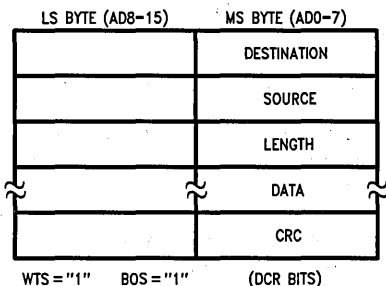 LS BYTE (AD8-15) MS BYTE (AD0-7)
DESTINATION
SOURCE
LENGTH
DATA
CRC
WTS="1" BOS="1" (DCR BITS)